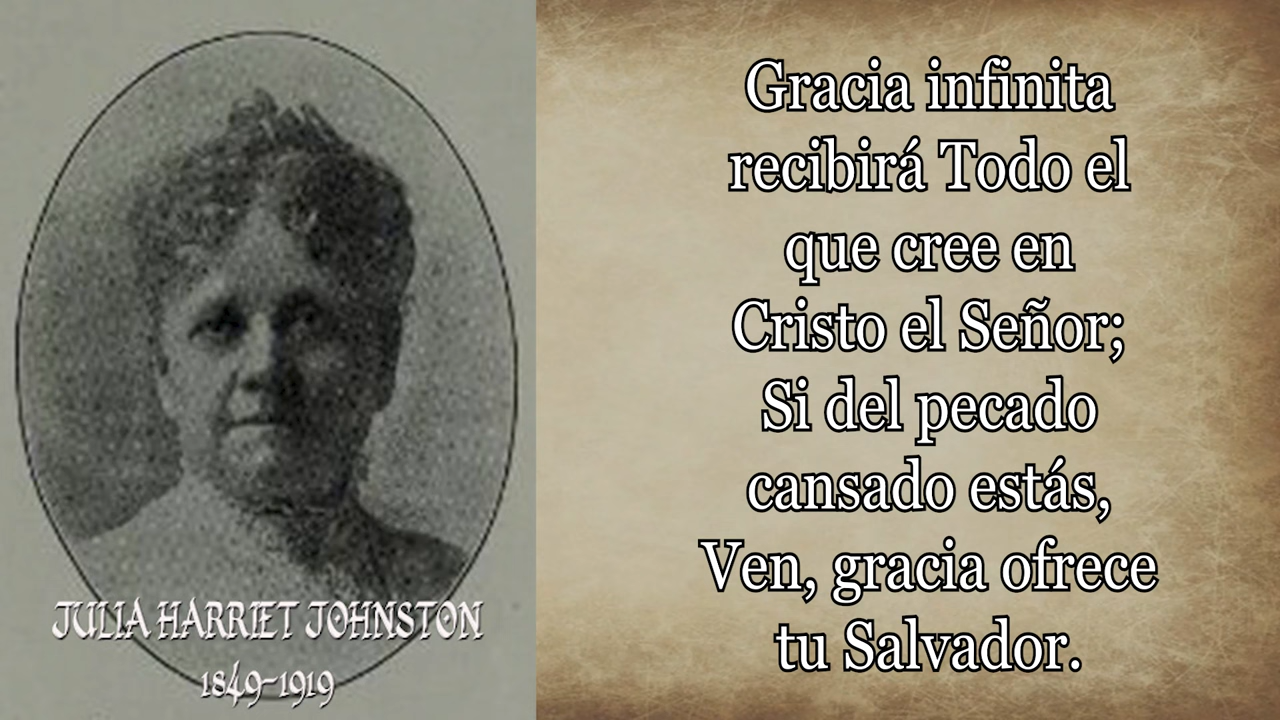 JULIA HARRIET JOHNSTON
1849-1919
Gracia infinita
recibirá Todo el
que cree en
Cristo el Señor;
Si del pecado
cansado estás,
Ven, gracia ofrece
tu Salvador.